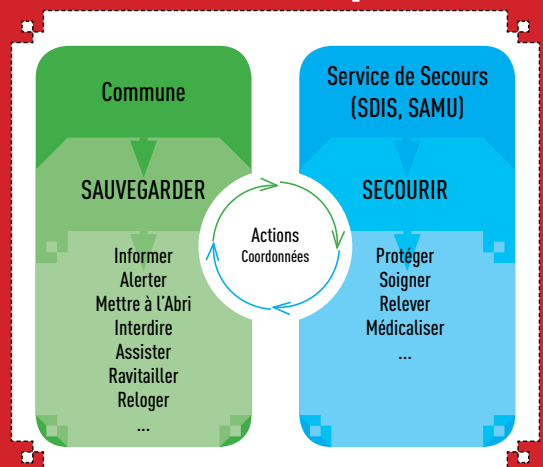 Commune
SAUVEGARDER
Informer
Alerter
Mettre à l'Abri
Interdire
Assister
Ravitailler
Reloger
...
Actions
Coordonnées
Service de Secours
(SDIS, SAMU)
SECOURIR
Protéger
Soigner
Relever
Médicaliser
...